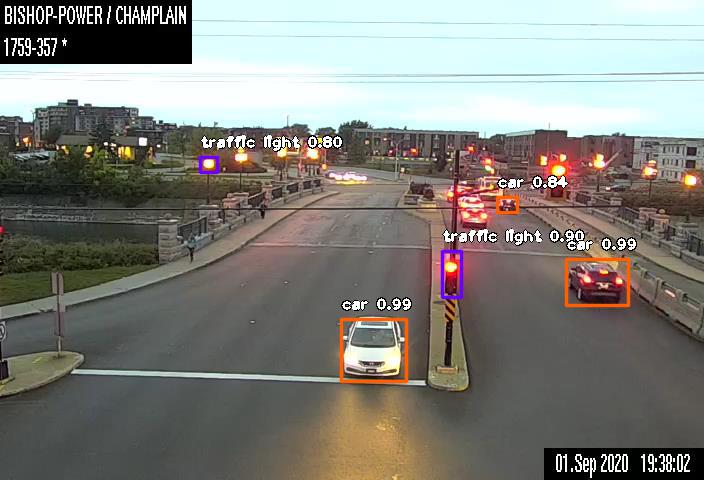 BISHOP-POWER / CHAMPLAIN
1759-357 *
traffic light 0.80
car 0.84
traffic light 0.90
car 0.99
car 0.99
01.Sep 2020 19:38:02